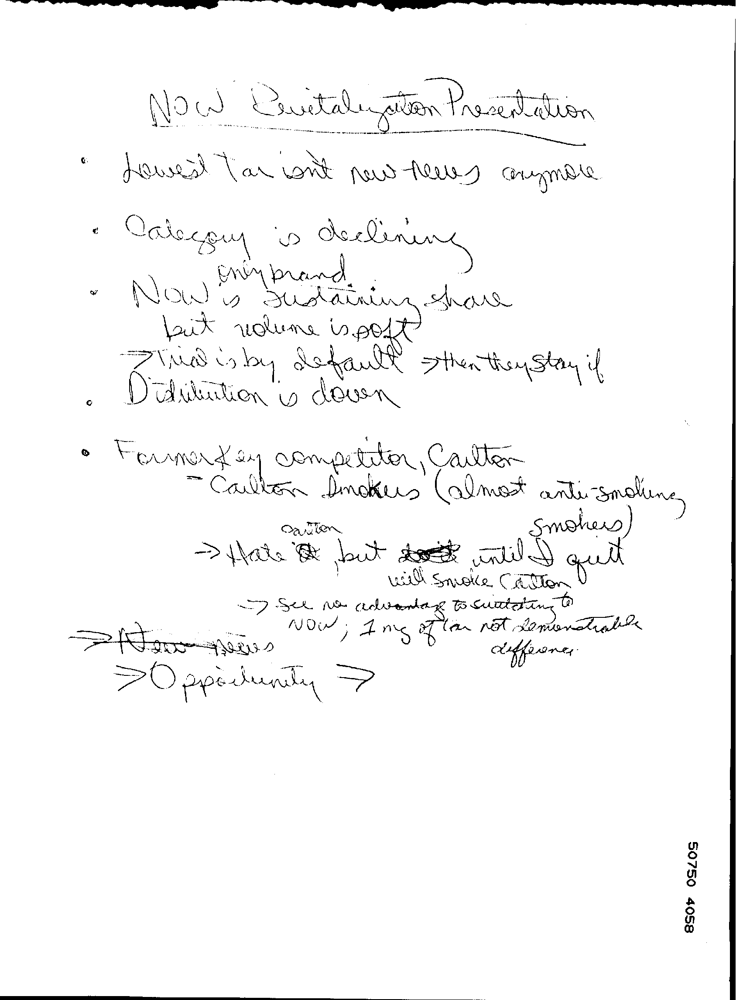 NOW Revitalization Presentation
• Lowest Tar isn't new news anymore
• Category is declining
only brand
• NOW is sustaining share
but volume is soft
⇒ Trial is by default ⇒ then they stay if
• Distribution is down
• Former Key competitor, Carlton
- Carlton Smokers (almost anti-smoking
smokers)
Carlton
⇒ Hate it, but until I quit
will smoke Carlton
⇒ See no advantage to switching to
NOW; 1 mg of tar not demonstrable
difference.
⇒ New news
⇒ Opportunity ⇒
50750 4058